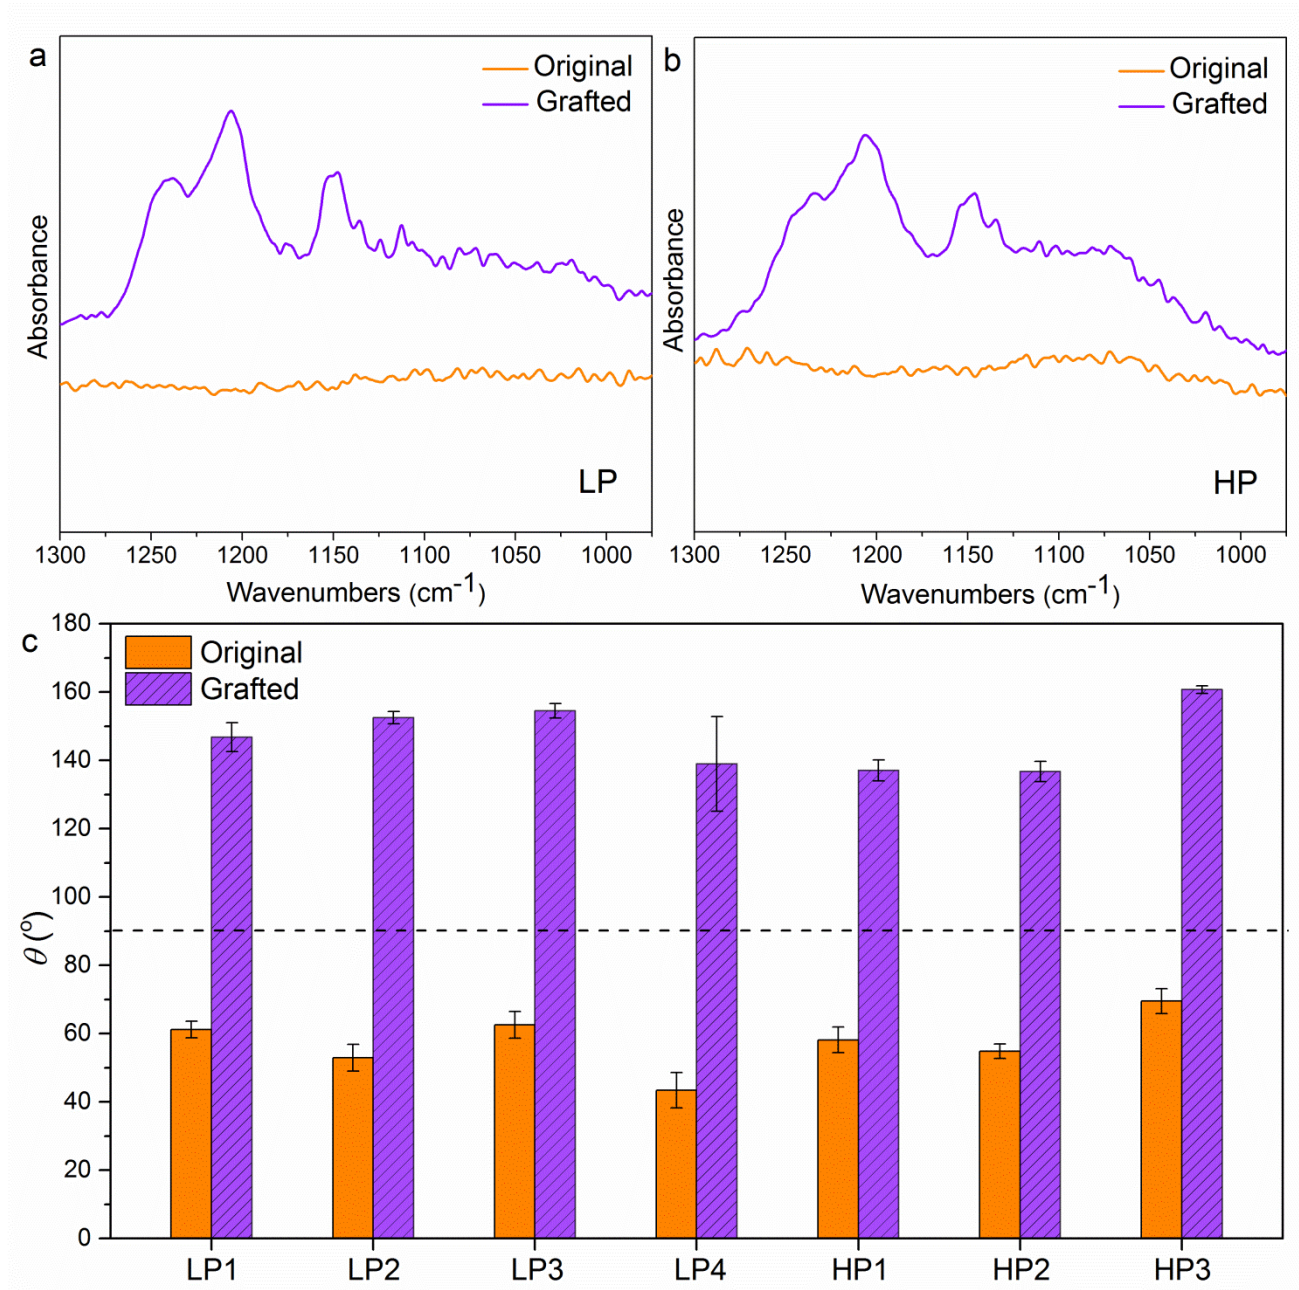 a
Original
Grafted
Absorbance
LP
1300 1250 1200 1150 1100 1050 1000
Wavenumbers (cm-1)
b
Original
Grafted
Absorbance
HP
1300 1250 1200 1150 1100 1050 1000
Wavenumbers (cm-1)
c
Original
Grafted
180
160
140
120
100
80
60
40
20
0
θ (°)
LP1 LP2 LP3 LP4 HP1 HP2 HP3